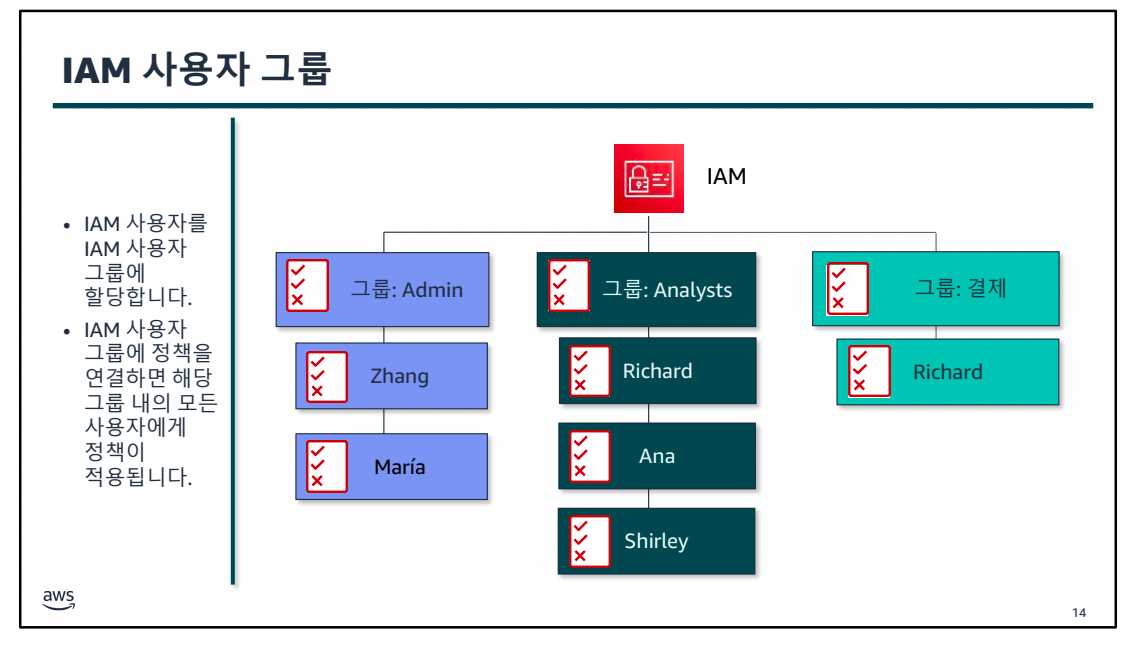 IAM 사용자 그룹
• IAM 사용자를
IAM 사용자
그룹에
할당합니다.
• IAM 사용자
그룹에 정책을
연결하면 해당
그룹 내의 모든
사용자에게
정책이
적용됩니다.
IAM
그룹: Admin
Zhang
María
그룹: Analysts
Richard
Ana
Shirley
그룹: 결제
Richard
aws
14